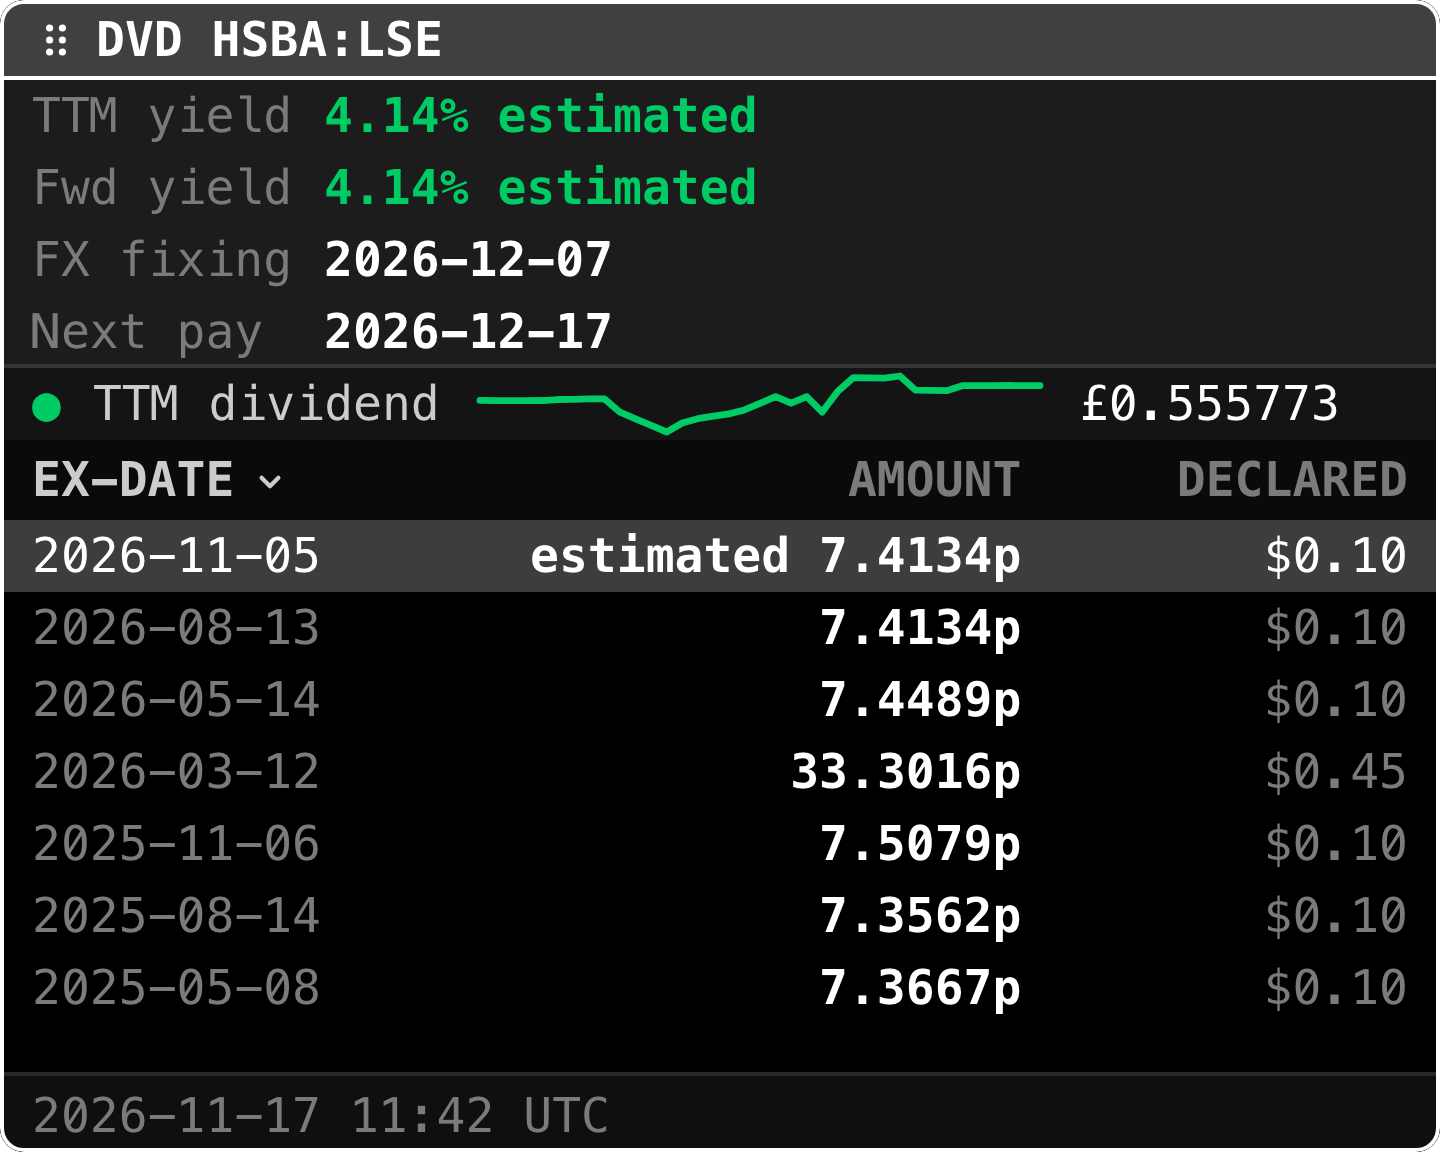 DVD HSBA:LSE
TTM yield 4.14% estimated
Fwd yield 4.14% estimated
FX fixing 2026-12-07
Next pay 2026-12-17
TTM dividend £0.555773
EX-DATE AMOUNT DECLARED
2026-11-05 estimated 7.4134p $0.10
2026-08-13 7.4134p $0.10
2026-05-14 7.4489p $0.10
2026-03-12 33.3016p $0.45
2025-11-06 7.5079p $0.10
2025-08-14 7.3562p $0.10
2025-05-08 7.3667p $0.10
2026-11-17 11:42 UTC